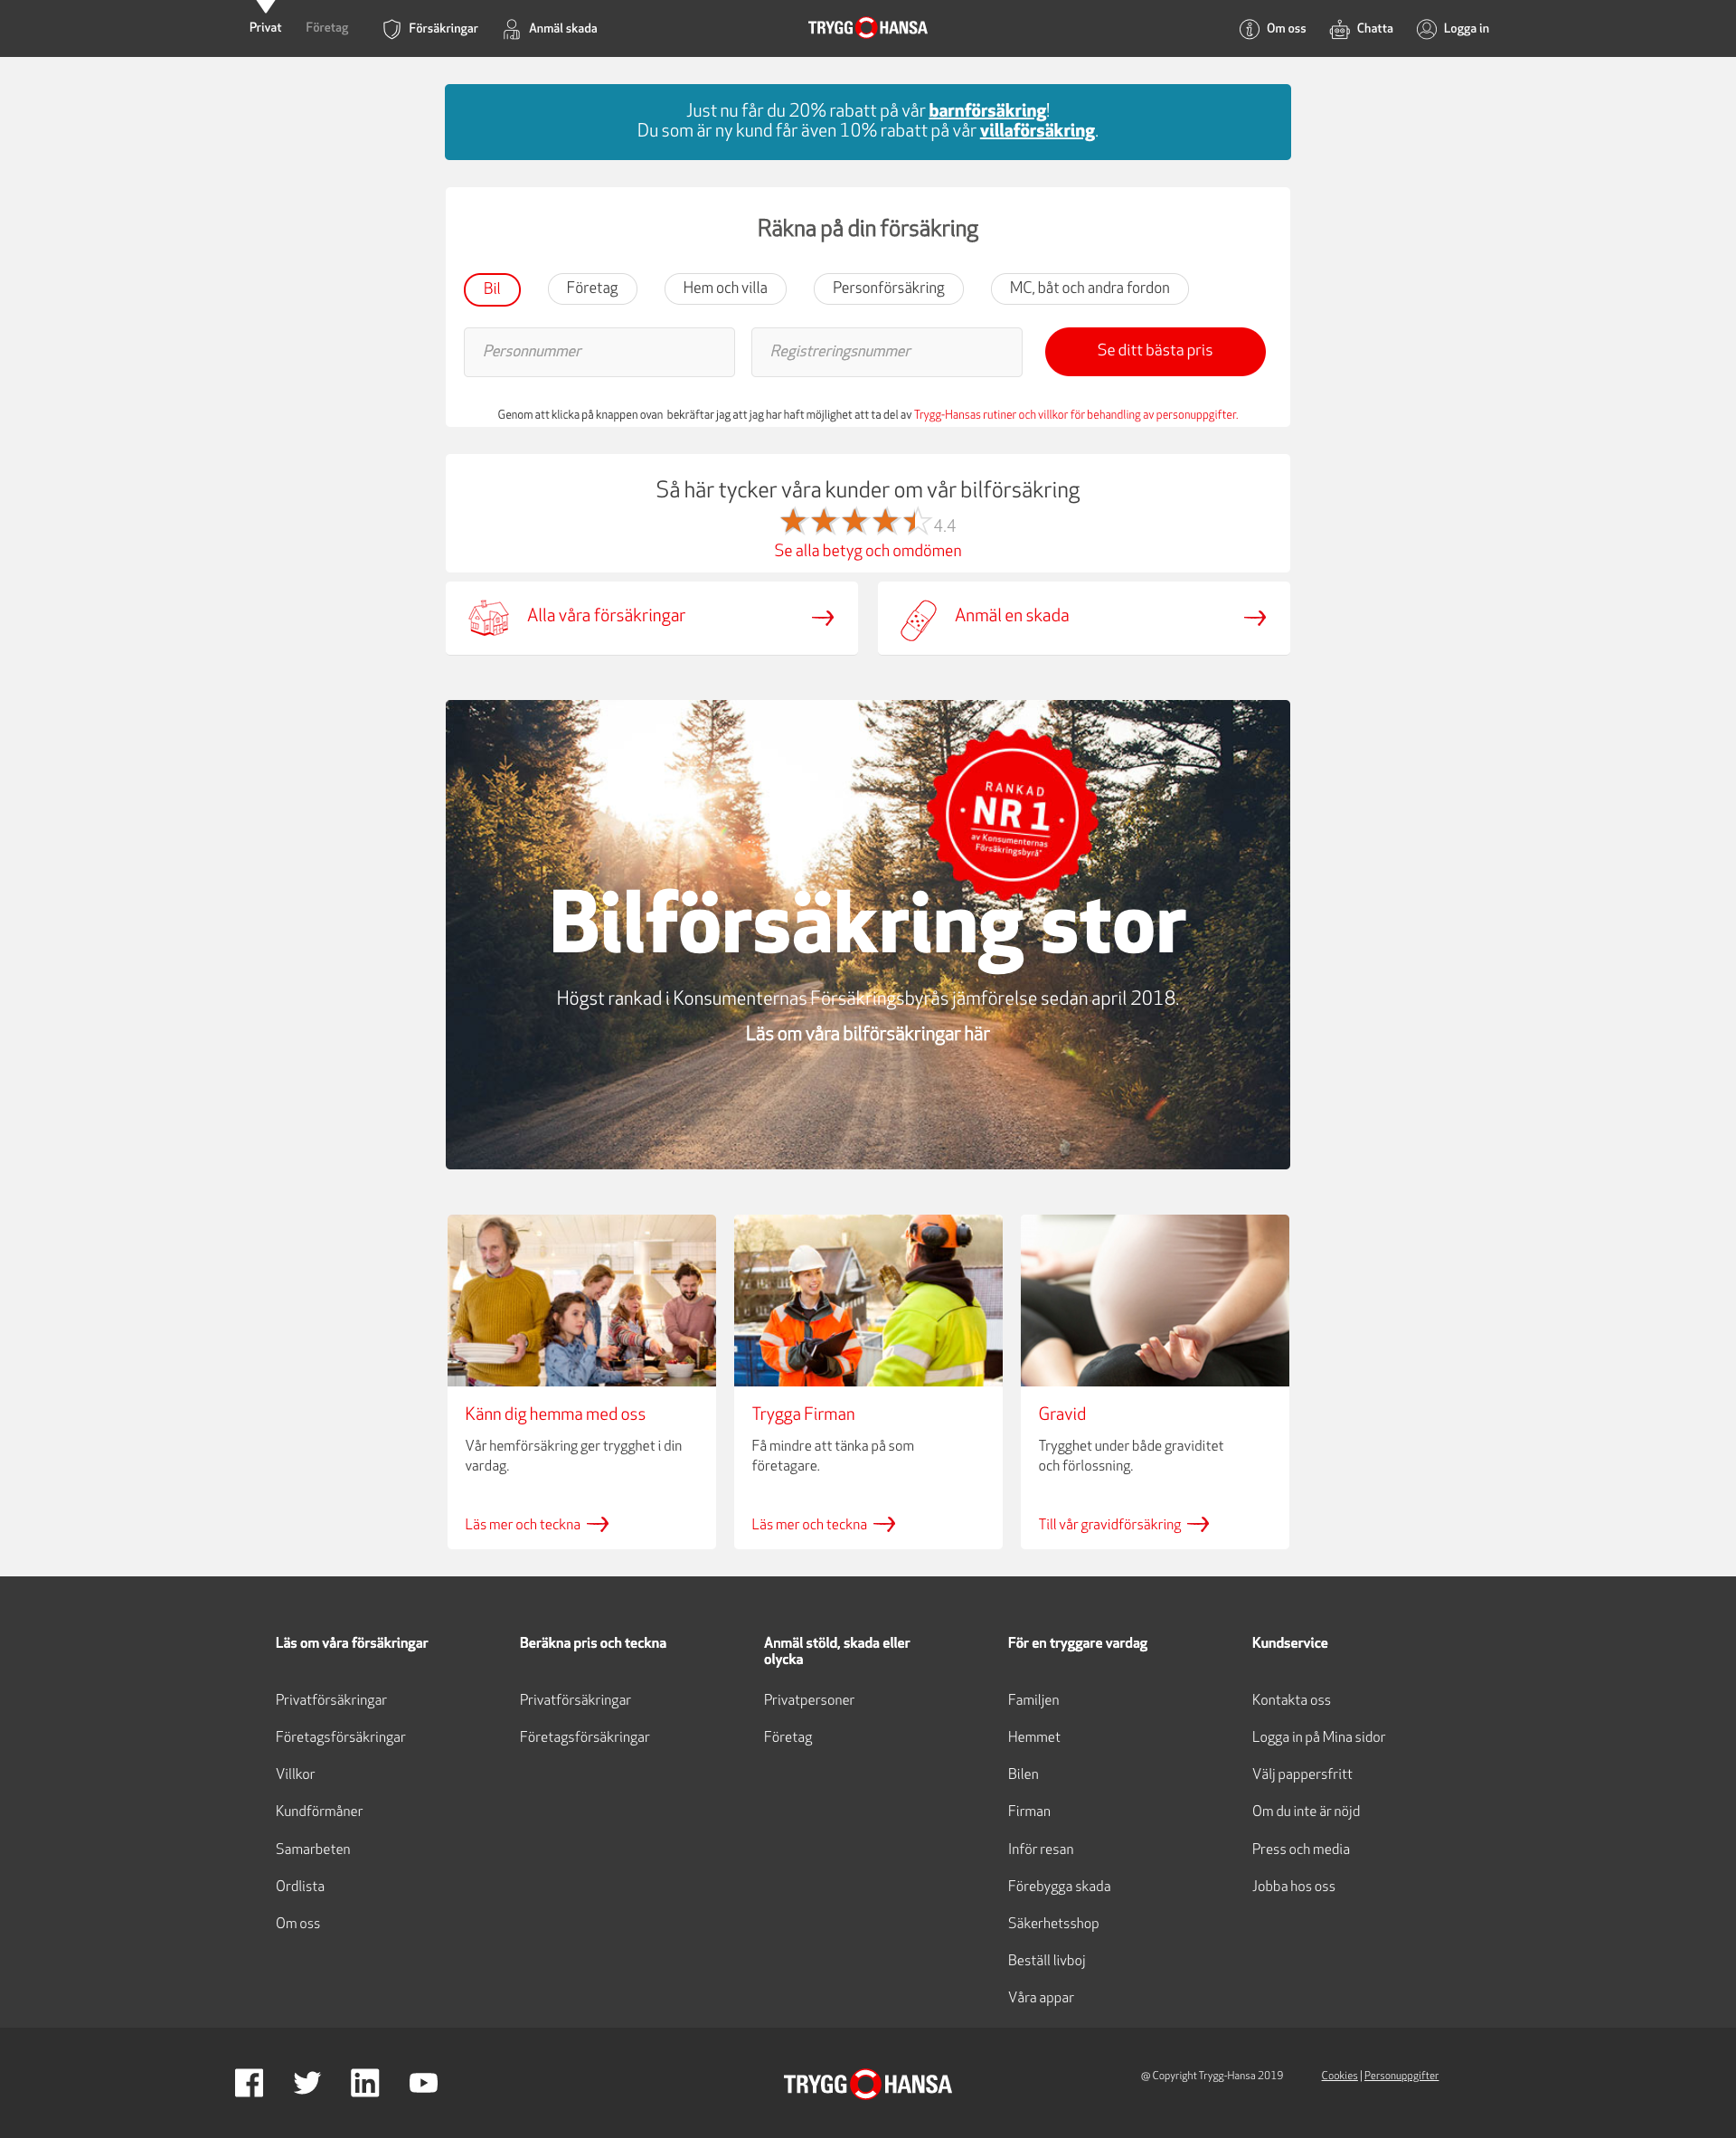 Privat
Företag
Försäkringar
Anmäl skada
TRYGG HANSA
Om oss
Chatta
Logga in
Just nu får du 20% rabatt på vår barnförsäkring!
Du som är ny kund får även 10% rabatt på vår villaförsäkring.
Räkna på din försäkring
Bil
Företag
Hem och villa
Personförsäkring
MC, båt och andra fordon
Personnummer
Registreringsnummer
Se ditt bästa pris
Genom att klicka på knappen ovan bekräftar jag att jag har haft möjlighet att ta del av Trygg-Hansas rutiner och villkor för behandling av personuppgifter.
Så här tycker våra kunder om vår bilförsäkring
4.4
Se alla betyg och omdömen
Alla våra försäkringar
Anmäl en skada
RANKAD
NR 1
av Konsumenternas
Försäkringsbyrå*
Bilförsäkring stor
Högst rankad i Konsumenternas Försäkringsbyrås jämförelse sedan april 2018.
Läs om våra bilförsäkringar här
Känn dig hemma med oss
Vår hemförsäkring ger trygghet i din
vardag.
Läs mer och teckna
Trygga Firman
Få mindre att tänka på som
företagare.
Läs mer och teckna
Gravid
Trygghet under både graviditet
och förlossning.
Till vår gravidförsäkring
Läs om våra försäkringar
Privatförsäkringar
Företagsförsäkringar
Villkor
Kundförmåner
Samarbeten
Ordlista
Om oss
Beräkna pris och teckna
Privatförsäkringar
Företagsförsäkringar
Anmäl stöld, skada eller
olycka
Privatpersoner
Företag
För en tryggare vardag
Familjen
Hemmet
Bilen
Firman
Inför resan
Förebygga skada
Säkerhetsshop
Beställ livboj
Våra appar
Kundservice
Kontakta oss
Logga in på Mina sidor
Välj pappersfritt
Om du inte är nöjd
Press och media
Jobba hos oss
TRYGG HANSA
@ Copyright Trygg-Hansa 2019
Cookies | Personuppgifter